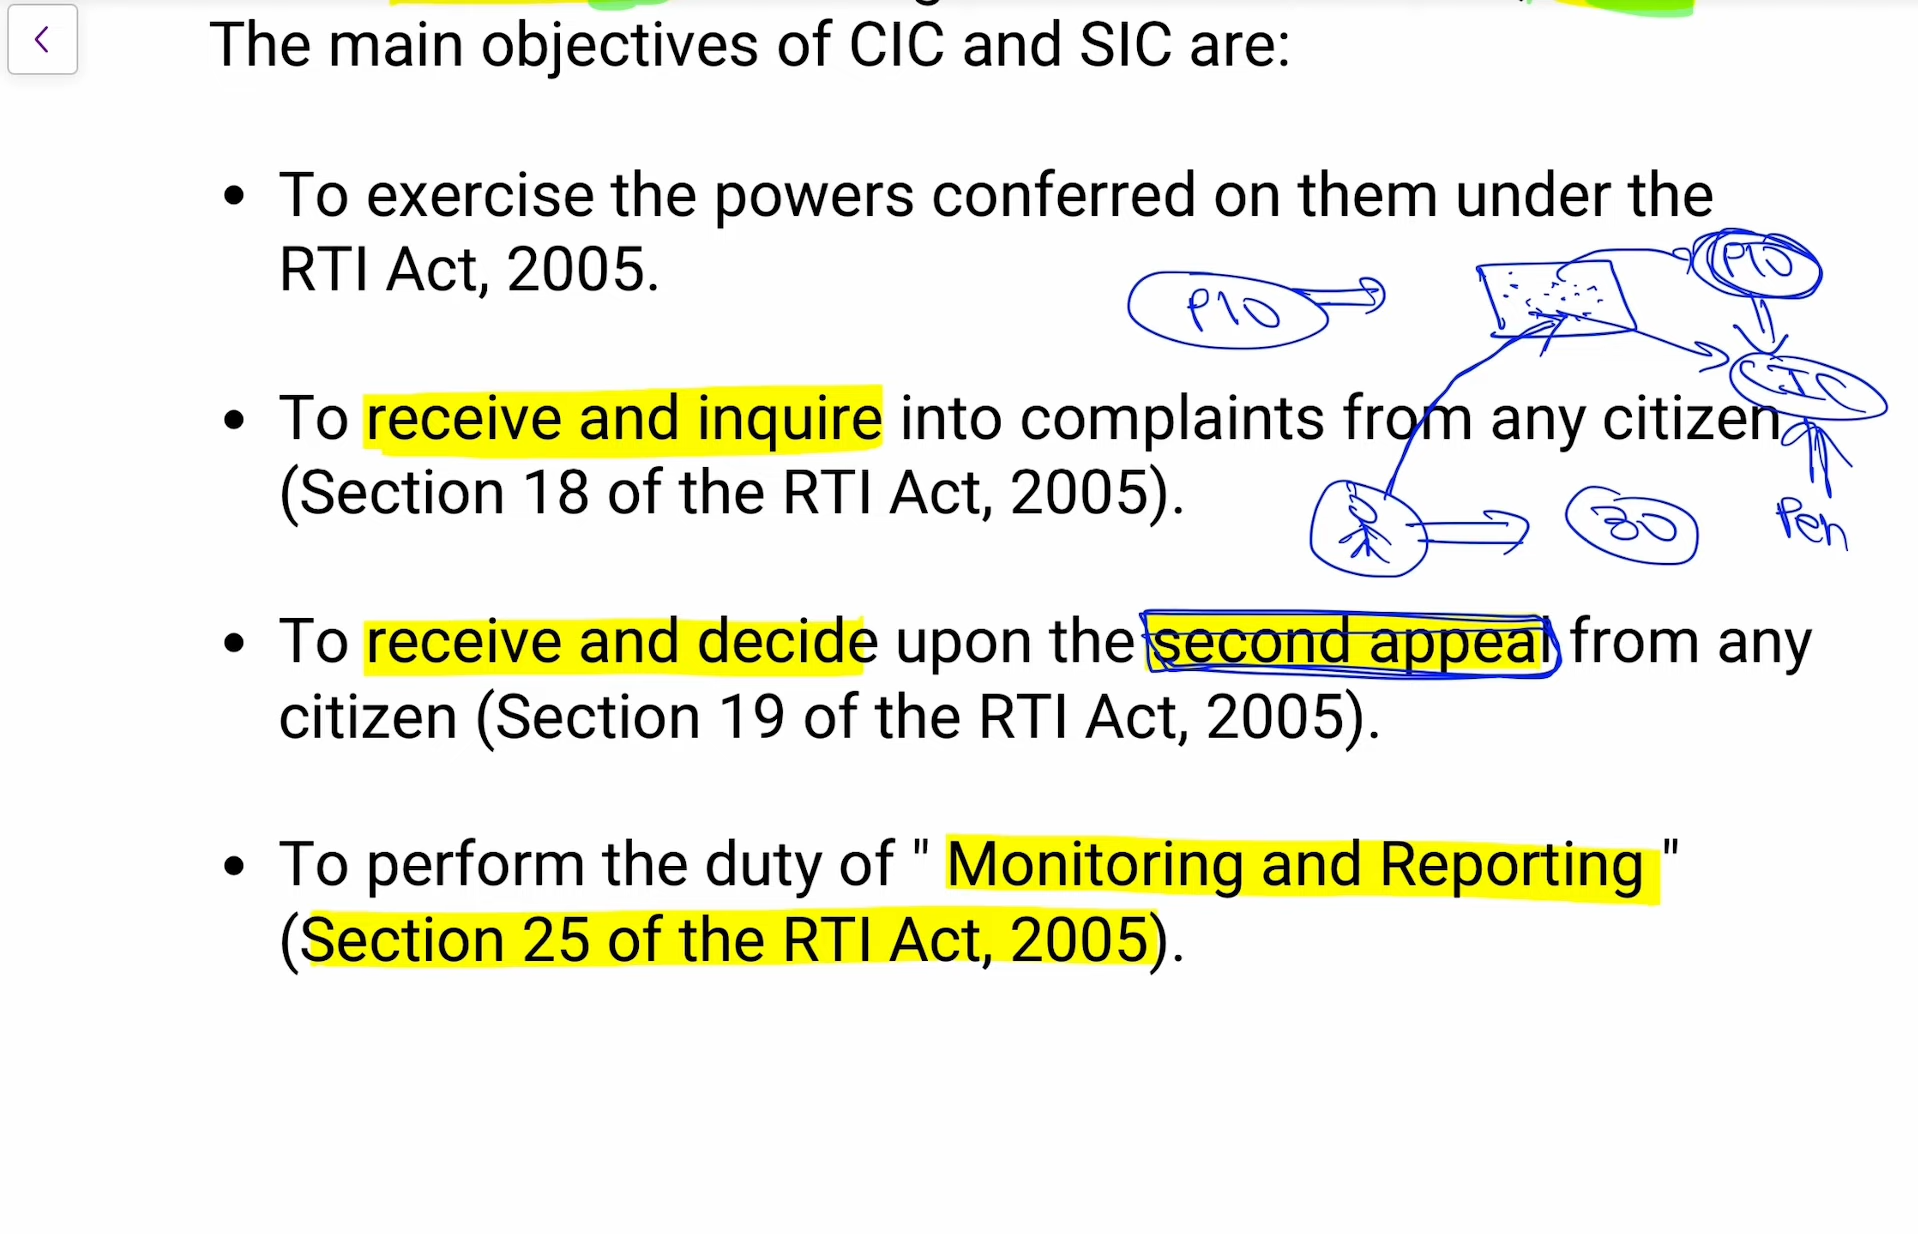 The main objectives of CIC and SIC are:
• To exercise the powers conferred on them under the
RTI Act, 2005.
PIO
PIO
CIC
• To receive and inquire into complaints from any citizen
(Section 18 of the RTI Act, 2005).
30
Pen
• To receive and decide upon the second appeal from any
citizen (Section 19 of the RTI Act, 2005).
• To perform the duty of " Monitoring and Reporting "
(Section 25 of the RTI Act, 2005).